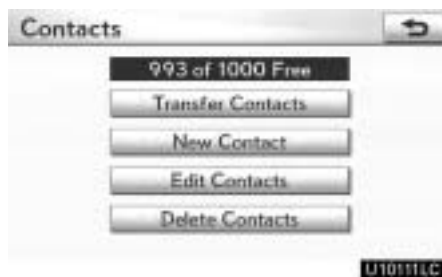 Contacts
993 of 1000 Free
Transfer Contacts
New Contact
Edit Contacts
Delete Contacts
U10111LC